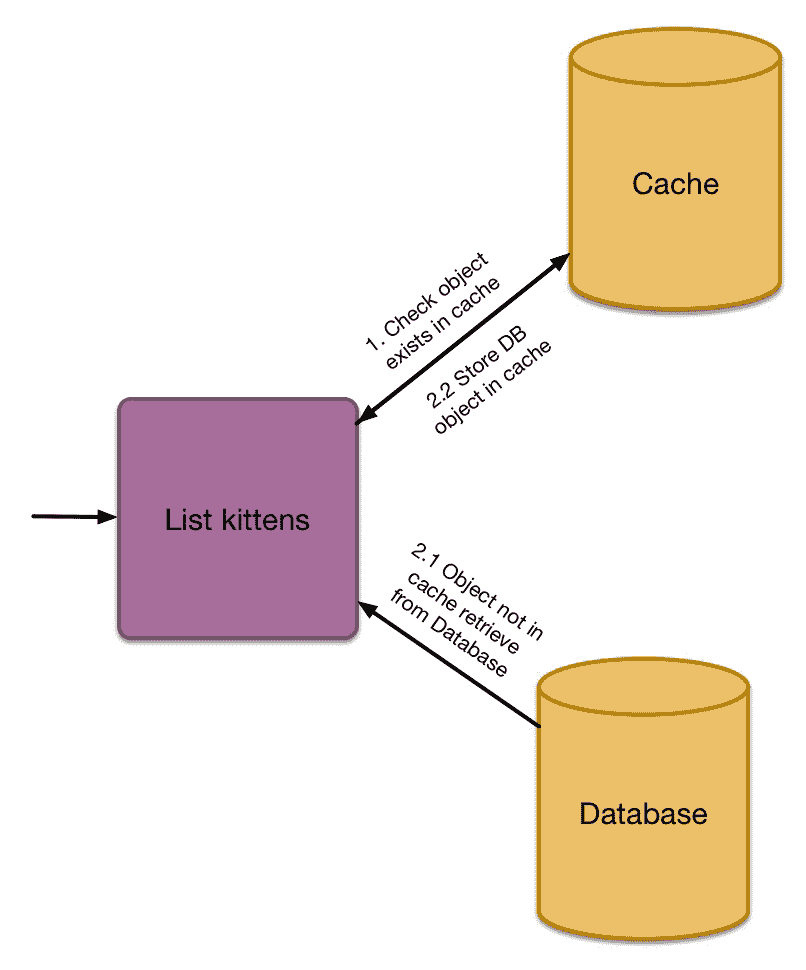 Cache
1. Check object
exists in cache
2.2 Store DB
object in cache
List kittens
2.1 Object not in
cache retrieve
from Database
Database